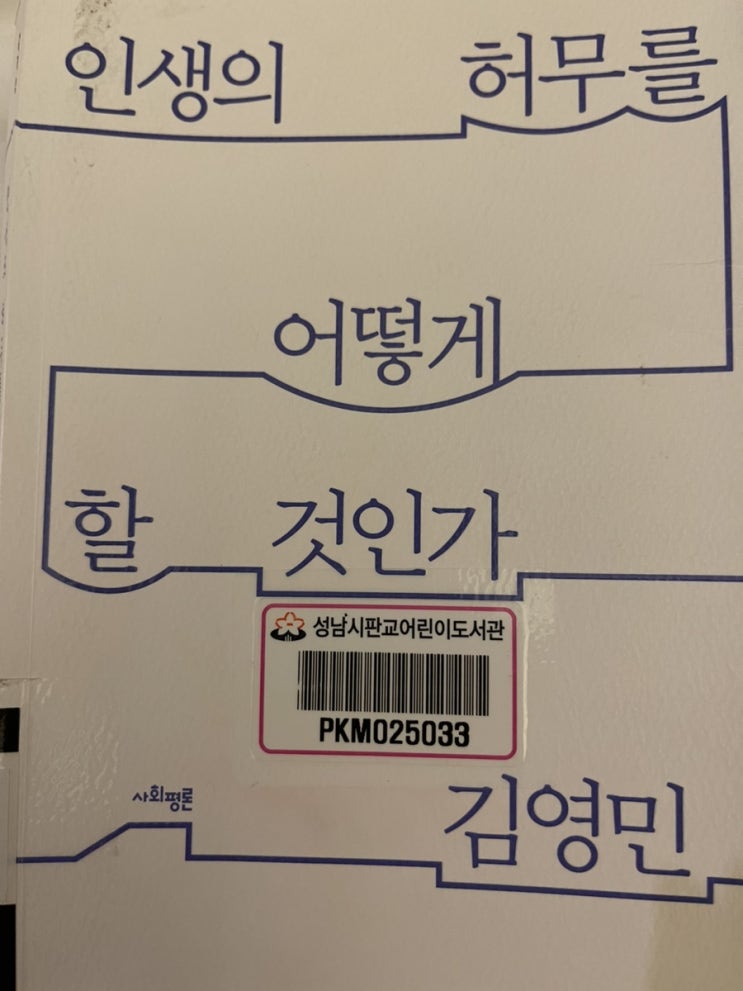 인생의 허무를
어떻게
할 것인가
성남시판교어린이도서관
PKM025033
사회평론
김영민